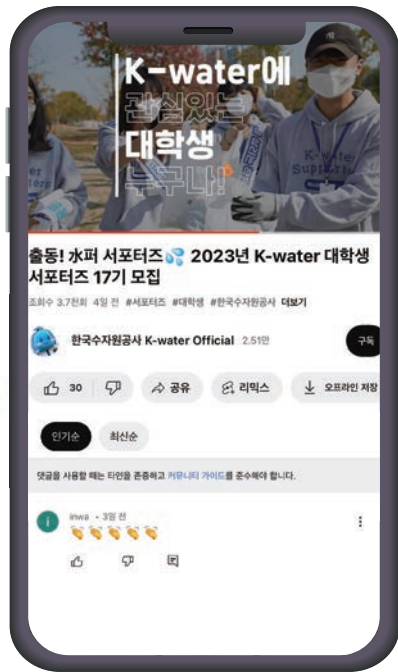 K-water에
관심있는
대학생
누구나!
K-water
Supporters
출동! 水퍼 서포터즈💦 2023년 K-water 대학생
서포터즈 17기 모집
조회수 3.7천회 4일 전 #서포터즈 #대학생 #한국수자원공사 더보기
한국수자원공사 K-water Official 2.51만
구독
30 공유 리믹스 오프라인 저장
인기순 최신순
댓글을 사용할 때는 타인을 존중하고 커뮤니티 가이드를 준수해야 합니다.
i inwa • 3일 전
👏👏👏👏👏